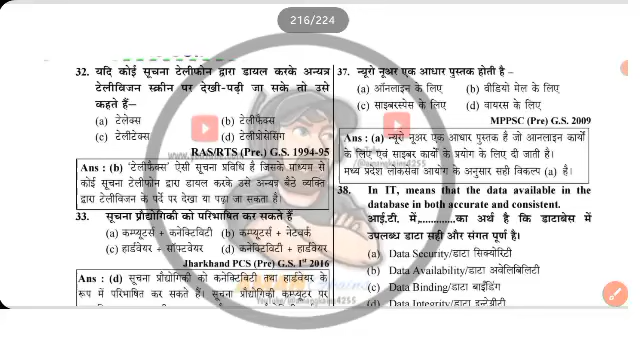 216/224
32. यदि कोई सूचना टेलीफोन द्वारा डायल करके अन्यत्र
टेलीविजन स्क्रीन पर देखी-पढ़ी जा सके तो उसे
कहते हैं–
(a) टेलेक्स (b) टेलीफैक्स
(c) टेलीटेक्स (d) टेलीप्रोसेसिंग
RAS/RTS (Pre.) G.S. 1994-95
Ans : (b) 'टेलीफैक्स' ऐसी सूचना प्रविधि है जिसके माध्यम से
कोई सूचना टेलीफोन द्वारा डायल करके उसे अन्यत्र बैठे व्यक्ति
द्वारा टेलीविजन के पर्दे पर देखा या पढ़ा जा सकता है।
33. सूचना प्रौद्योगिकी को परिभाषित कर सकते हैं
(a) कम्प्यूटर्स + कनेक्टिविटी (b) कम्प्यूटर्स + नेटवर्क
(c) हार्डवेयर + सॉफ्टवेयर (d) कनेक्टिविटी + हार्डवेयर
Jharkhand PCS (Pre) G.S. 1st 2016
Ans : (d) सूचना प्रौद्योगिकी को कनेक्टिविटी तथा हार्डवेयर के
रूप में परिभाषित कर सकते हैं। सूचना प्रौद्योगिकी कम्प्यूटर पर
37. न्यूरो नूअर एक आधार पुस्तक होती है –
(a) ऑनलाइन के लिए (b) वीडियो मेल के लिए
(c) साइबरस्पेस के लिए (d) वायरस के लिए
MPPSC (Pre) G.S. 2009
Ans : (a) न्यूरो नूअर एक आधार पुस्तक है जो आनलाइन कार्यों
के लिए एवं साइबर कार्यों के प्रयोग के लिए दी जाती है।
मध्य प्रदेश लोकसेवा आयोग के अनुसार सही विकल्प (a) है।
38. In IT, means that the data available in the
database in both accurate and consistent.
आई.टी. में,............का अर्थ है कि डाटाबेस में
उपलब्ध डाटा सही और संगत पूर्ण है।
(a) Data Security/डाटा सिक्योरिटी
(b) Data Availability/डाटा अवेलिबिलिटी
(c) Data Binding/डाटा बाइंडिंग
(d) Data Integrity/डाटा इन्टेग्रीटी